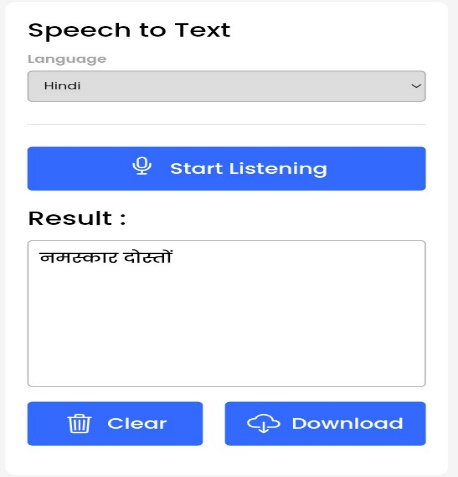 Speech to Text
Language
Hindi
Start Listening
Result :
नमस्कार दोस्तों
Clear
Download